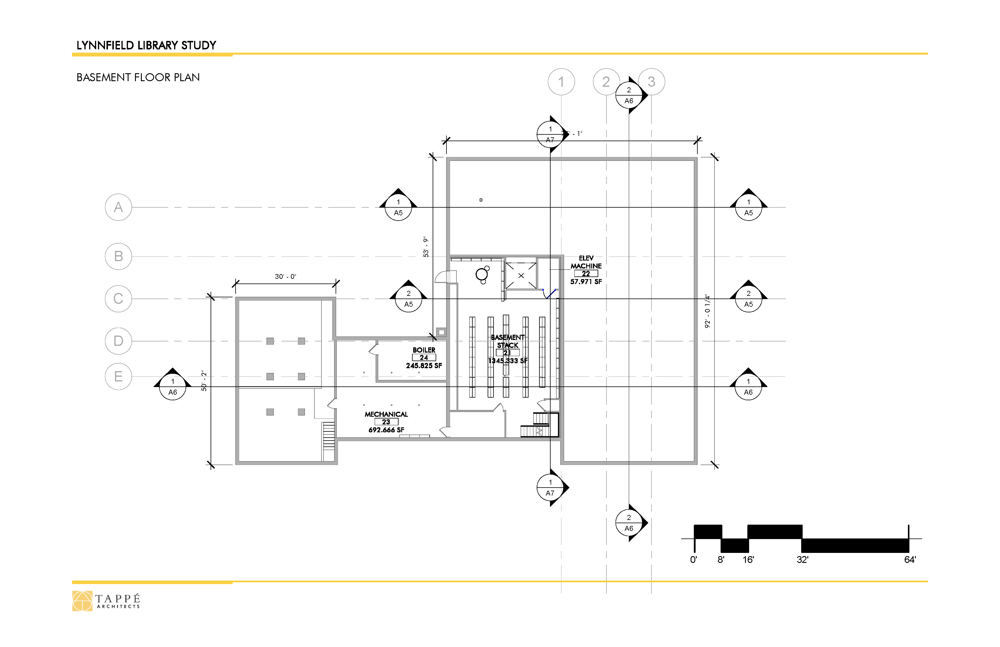 LYNNFIELD LIBRARY STUDY
BASEMENT FLOOR PLAN
1
2
3
2
A6
1
A7
- 1"
A
1
A5
1
A5
53' - 9"
B
ELEV
MACHINE
22
57.971 SF
30' - 0"
C
2
A5
2
A5
92' - 0 1/4"
D
BASEMENT
STACK
21
1345.333 SF
BOILER
24
245.825 SF
E
1
A6
50' - 2"
1
A6
MECHANICAL
23
692.666 SF
1
A7
2
A6
0' 8' 16' 32' 64'
TAPPÉ
ARCHITECTS